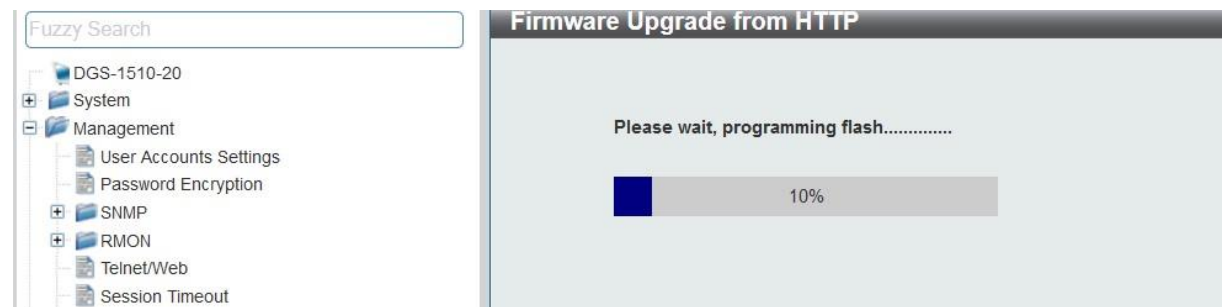 Fuzzy Search
DGS-1510-20
System
Management
User Accounts Settings
Password Encryption
SNMP
RMON
Telnet/Web
Session Timeout
Firmware Upgrade from HTTP
Please wait, programming flash..............
10%